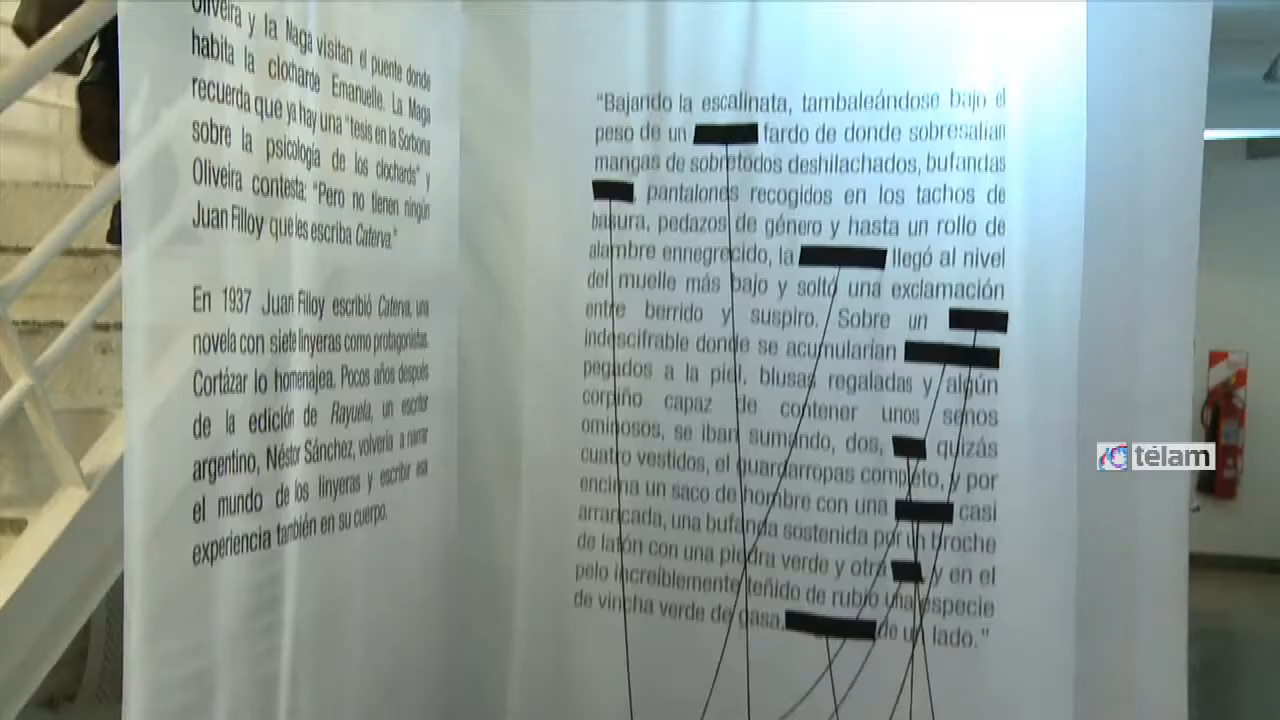 Oliveira y la Naga visitan el puente donde
habita la clocharde Emanuelle. La Maga
recuerda que ya hay una "tesis en la Sorbona
sobre la psicología de los clochards" y
Oliveira contesta: "Pero no tienen ningún
Juan Filloy que les escriba Caterva."
En 1937 Juan Filloy escribió Caterva, una
novela con siete linyeras como protagonistas.
Cortázar lo homenajea. Pocos años después
de la edición de Rayuela, un escritor
argentino, Néstor Sánchez, volvería a narrar
el mundo de los linyeras y escribir esa
experiencia también en su cuerpo.
"Bajando la escalinata, tambaleándose bajo el
peso de un fardo de donde sobresalían
mangas de sobretodos deshilachados, bufandas
pantalones recogidos en los tachos de
basura, pedazos de género y hasta un rollo de
alambre ennegrecido, la llegó al nivel
del muelle más bajo y soltó una exclamación
entre berrido y suspiro. Sobre un
indescifrable donde se acumularían
pegados a la piel, blusas regaladas y algún
corpiño capaz de contener unos senos
ominosos, se iban sumando, dos, quizás
cuatro vestidos, el guardarropas completo, y por
encima un saco de hombre con una casi
arrancada, una bufanda sostenida por un broche
de latón con una piedra verde y otra y en el
pelo increíblemente teñido de rubio una especie
de vincha verde de gasa, de un lado."
télam